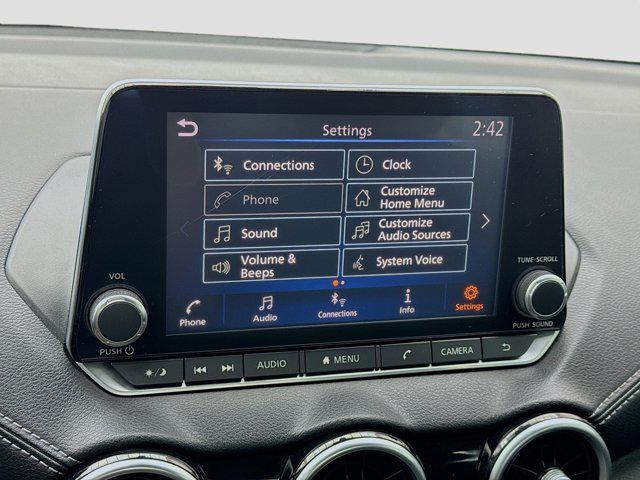 Settings
2:42
Connections
Clock
Phone
Customize
Home Menu
Sound
Customize
Audio Sources
Volume &
Beeps
System Voice
Phone
Audio
Connections
Info
Settings
VOL
PUSH
TUNE·SCROLL
PUSH SOUND
AUDIO
MENU
CAMERA